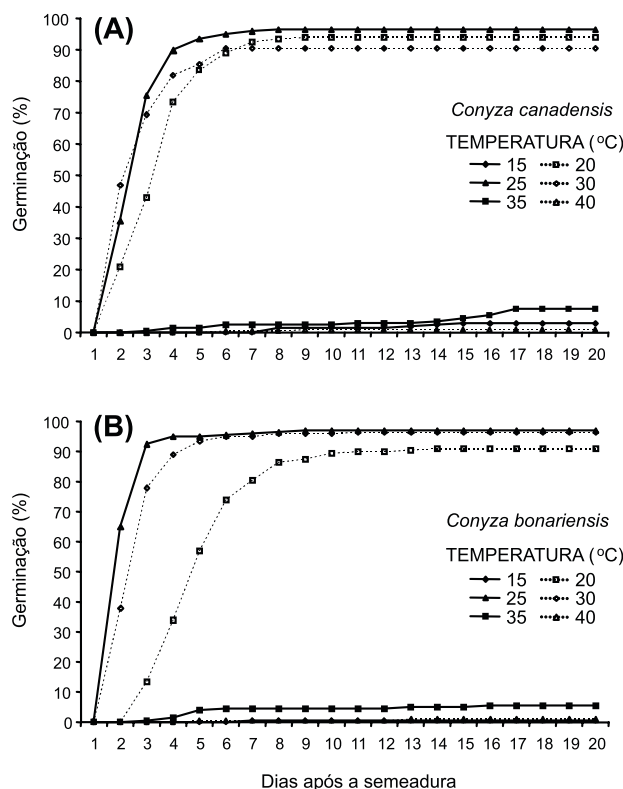 (A)
Germinação (%)
100
90
80
70
60
50
40
30
20
10
0
Conyza canadensis
TEMPERATURA (ºC)
15 20
25 30
35 40
1 2 3 4 5 6 7 8 9 10 11 12 13 14 15 16 17 18 19 20
(B)
Germinação (%)
100
90
80
70
60
50
40
30
20
10
0
Conyza bonariensis
TEMPERATURA (ºC)
15 20
25 30
35 40
1 2 3 4 5 6 7 8 9 10 11 12 13 14 15 16 17 18 19 20
Dias após a semeadura